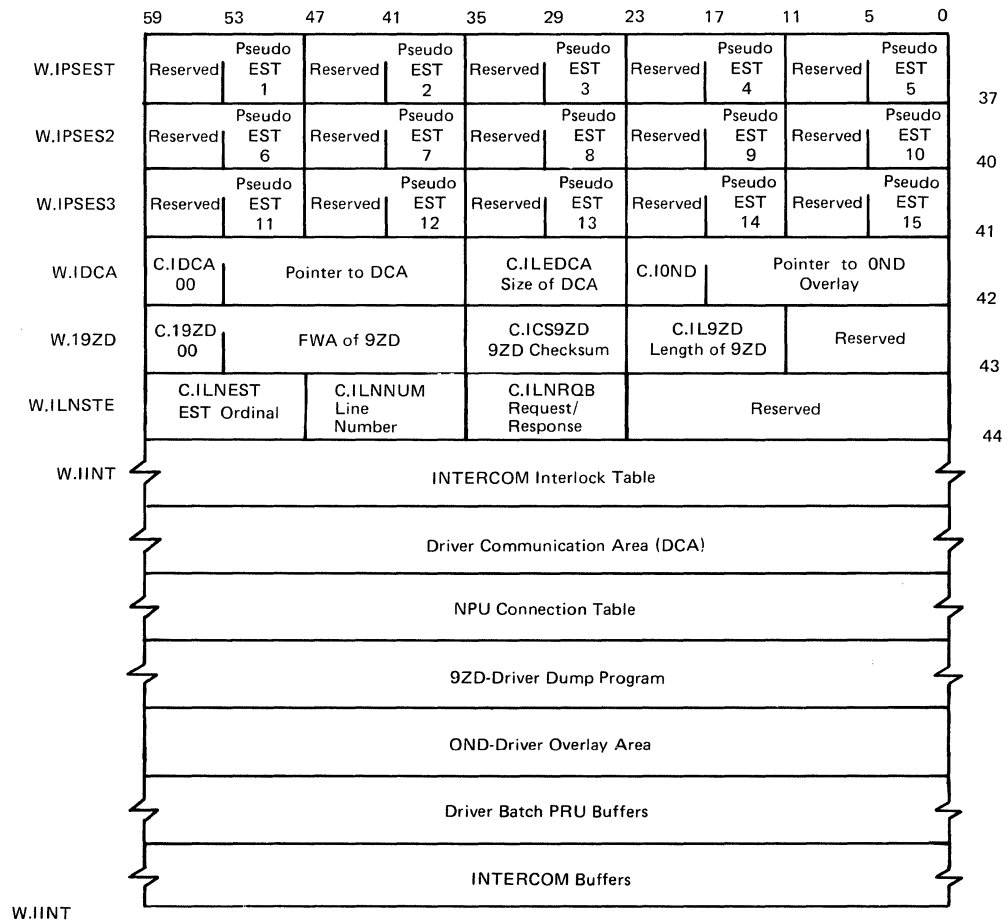 59 53 47 41 35 29 23 17 11 5 0
Pseudo Pseudo Pseudo Pseudo Pseudo
W.IPSEST Reserved EST Reserved EST Reserved EST Reserved EST Reserved EST
1 2 3 4 5
37
Pseudo Pseudo Pseudo Pseudo Pseudo
W.IPSES2 Reserved EST Reserved EST Reserved EST Reserved EST Reserved EST
6 7 8 9 10
40
Pseudo Pseudo Pseudo Pseudo Pseudo
W.IPSES3 Reserved EST Reserved EST Reserved EST Reserved EST Reserved EST
11 12 13 14 15
41
W.IDCA C.IDCA Pointer to DCA C.ILEDCA C.I0ND Pointer to 0ND
00 Size of DCA Overlay
42
W.19ZD C.19ZD FWA of 9ZD C.ICS9ZD C.IL9ZD Reserved
00 9ZD Checksum Length of 9ZD
43
W.ILNSTE C.ILNEST C.ILNNUM C.ILNRQB Reserved
EST Ordinal Line Request/
Number Response
44
W.IINT INTERCOM Interlock Table
Driver Communication Area (DCA)
NPU Connection Table
9ZD-Driver Dump Program
OND-Driver Overlay Area
Driver Batch PRU Buffers
INTERCOM Buffers
W.IINT